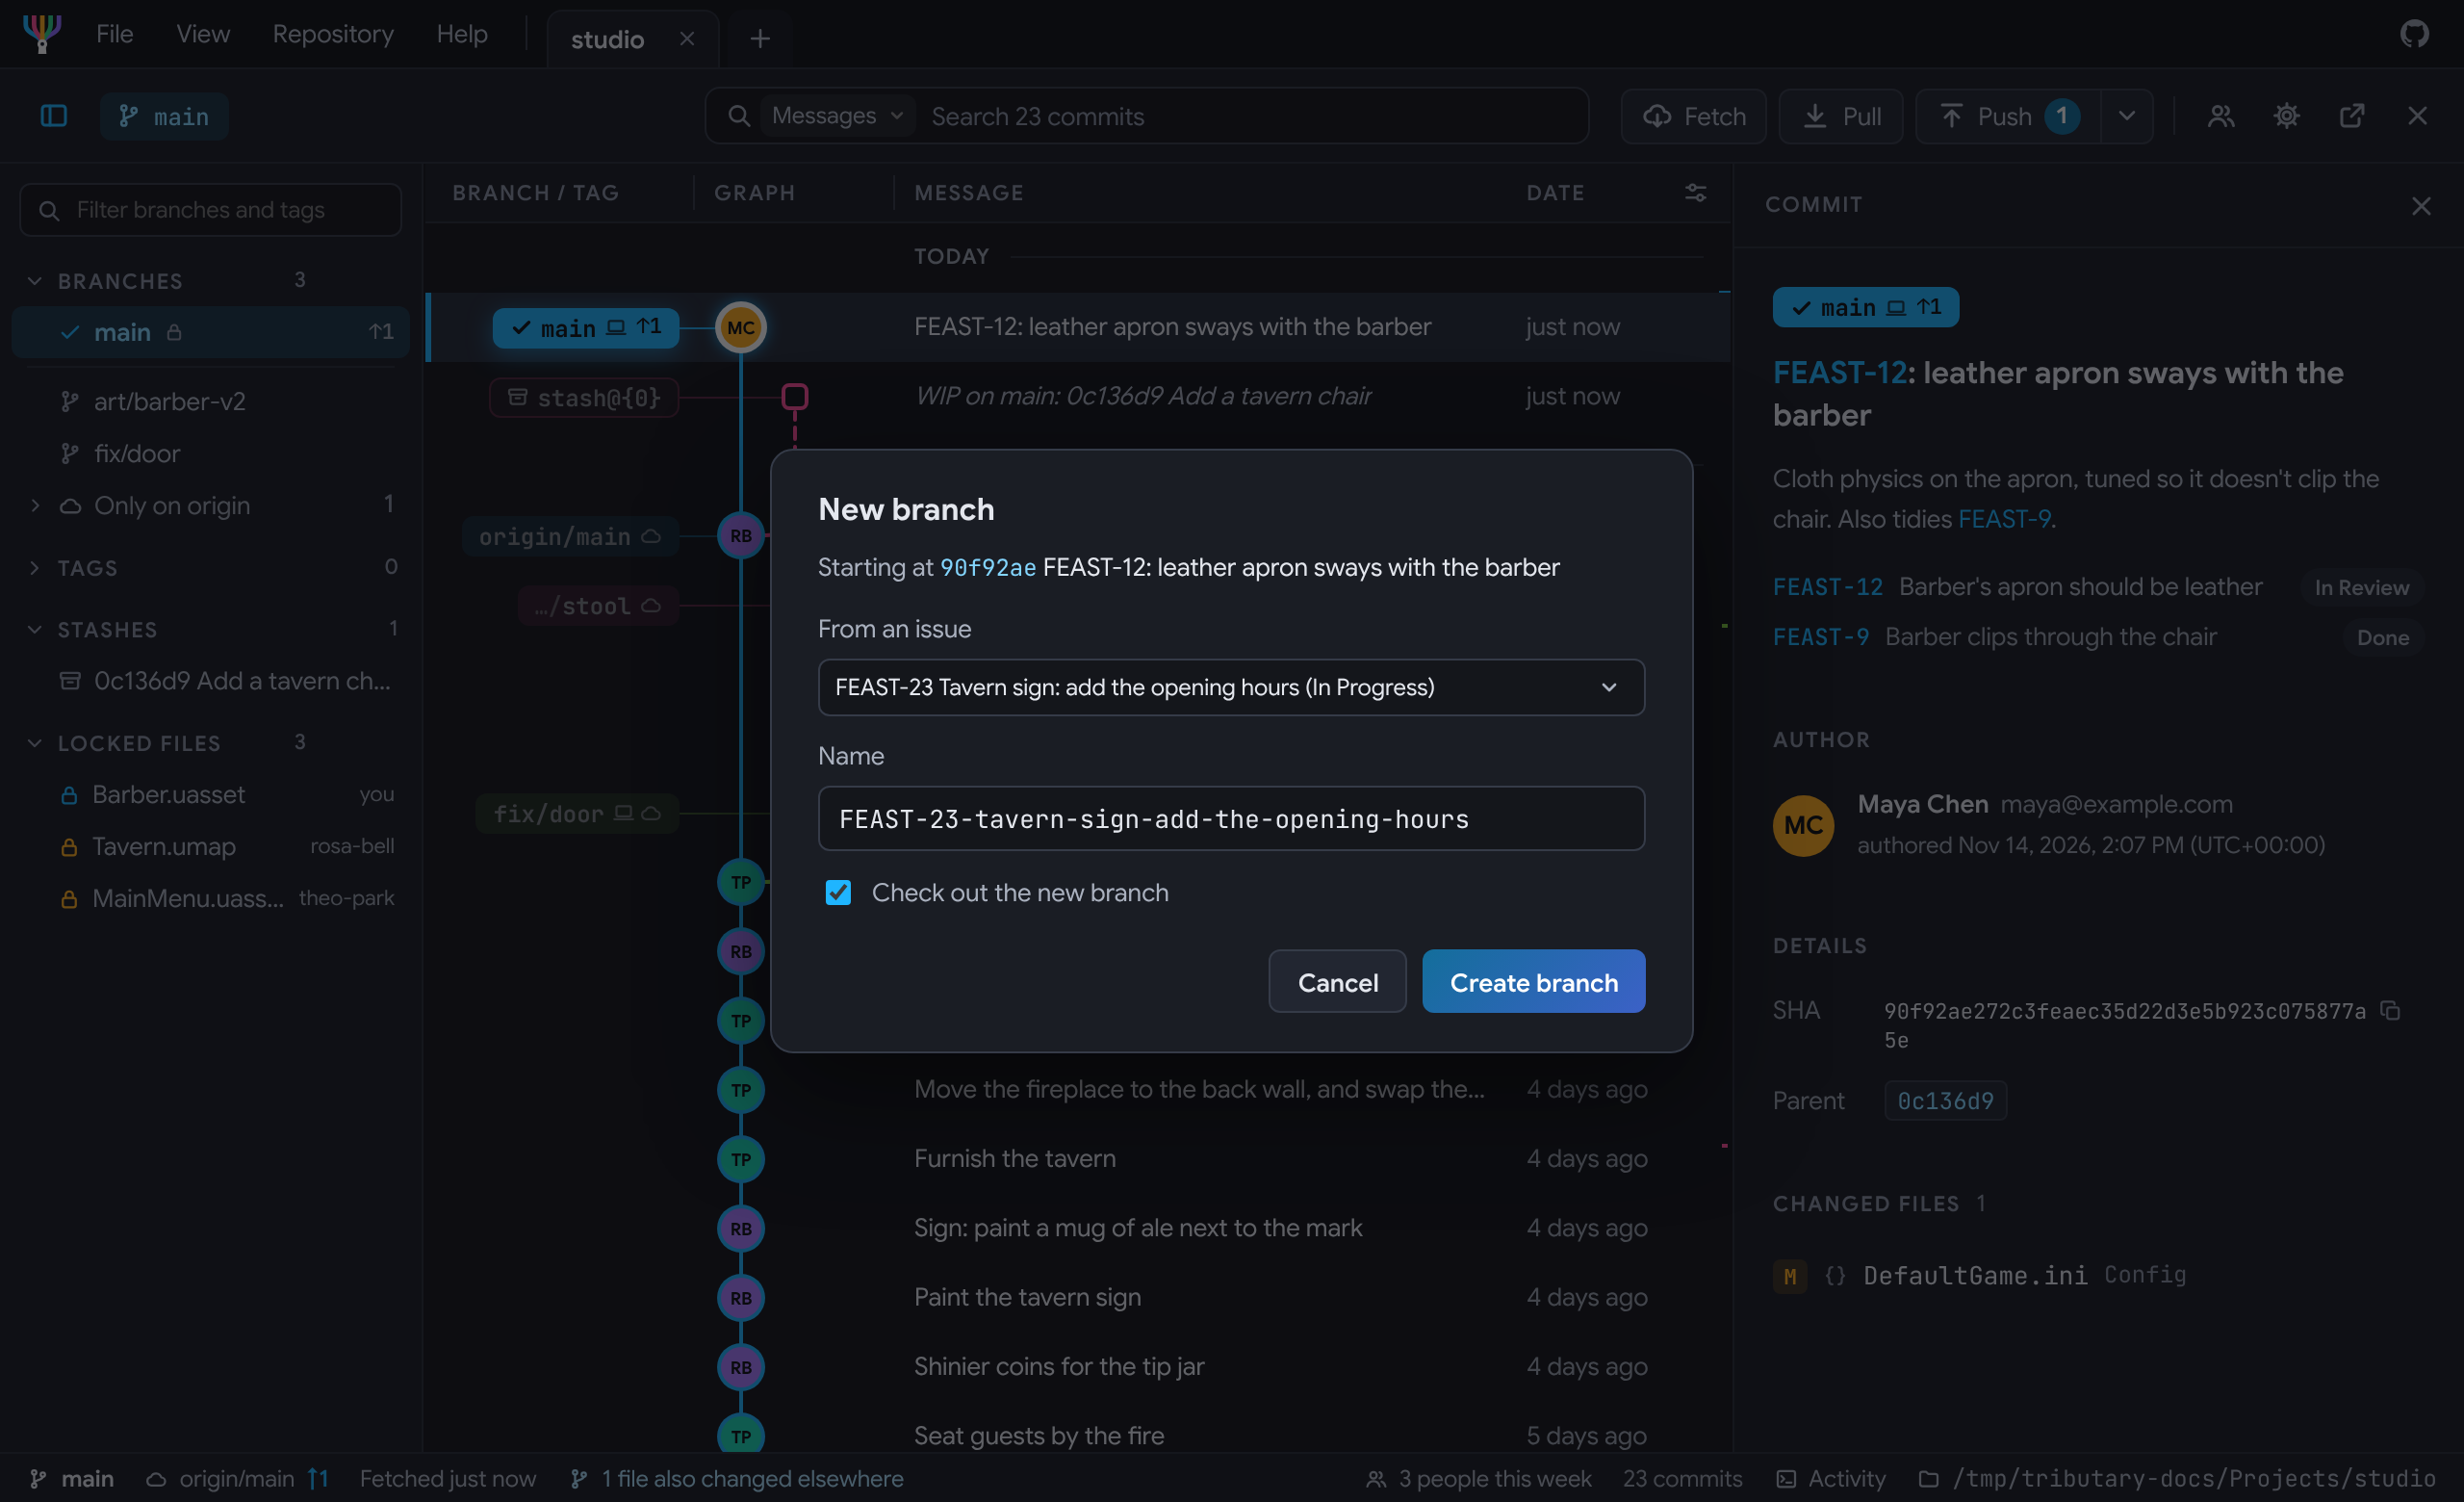 File View Repository Help studio
main Messages Search 23 commits Fetch Pull Push 1
Filter branches and tags
BRANCHES 3
main ↑1
art/barber-v2
fix/door
Only on origin 1
TAGS 0
STASHES 1
0c136d9 Add a tavern ch...
LOCKED FILES 3
Barber.uasset you
Tavern.umap rosa-bell
MainMenu.uass... theo-park
BRANCH / TAG GRAPH MESSAGE DATE
TODAY
main ↑1 MC FEAST-12: leather apron sways with the barber just now
stash@{0} WIP on main: 0c136d9 Add a tavern chair just now
origin/main RB
…/stool
fix/door
TP
RB
TP
TP Move the fireplace to the back wall, and swap the... 4 days ago
TP Furnish the tavern 4 days ago
RB Sign: paint a mug of ale next to the mark 4 days ago
RB Paint the tavern sign 4 days ago
RB Shinier coins for the tip jar 4 days ago
TP Seat guests by the fire 5 days ago
New branch
Starting at 90f92ae FEAST-12: leather apron sways with the barber
From an issue
FEAST-23 Tavern sign: add the opening hours (In Progress)
Name
FEAST-23-tavern-sign-add-the-opening-hours
Check out the new branch
Cancel Create branch
COMMIT
main ↑1
FEAST-12: leather apron sways with the
barber
Cloth physics on the apron, tuned so it doesn't clip the
chair. Also tidies FEAST-9.
FEAST-12 Barber's apron should be leather In Review
FEAST-9 Barber clips through the chair Done
AUTHOR
MC Maya Chen maya@example.com
authored Nov 14, 2026, 2:07 PM (UTC+00:00)
DETAILS
SHA 90f92ae272c3feaec35d22d3e5b923c075877a
5e
Parent 0c136d9
CHANGED FILES 1
M {} DefaultGame.ini Config
main origin/main ↑1 Fetched just now 1 file also changed elsewhere 3 people this week 23 commits Activity /tmp/tributary-docs/Projects/studio